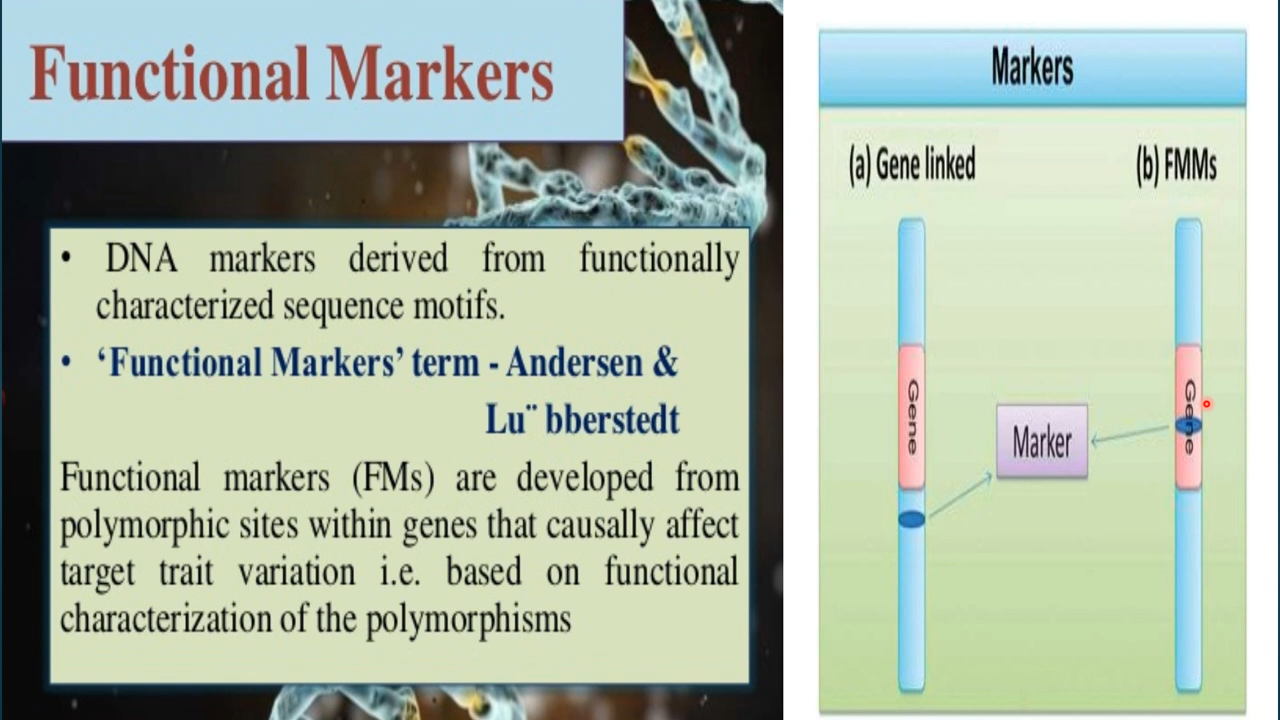 Functional Markers
• DNA markers derived from functionally
characterized sequence motifs.
• ‘Functional Markers’ term - Andersen &
Lu¨ bberstedt
Functional markers (FMs) are developed from
polymorphic sites within genes that causally affect
target trait variation i.e. based on functional
characterization of the polymorphisms
Markers
(a) Gene linked
(b) FMMs
Gene
Marker
Gene